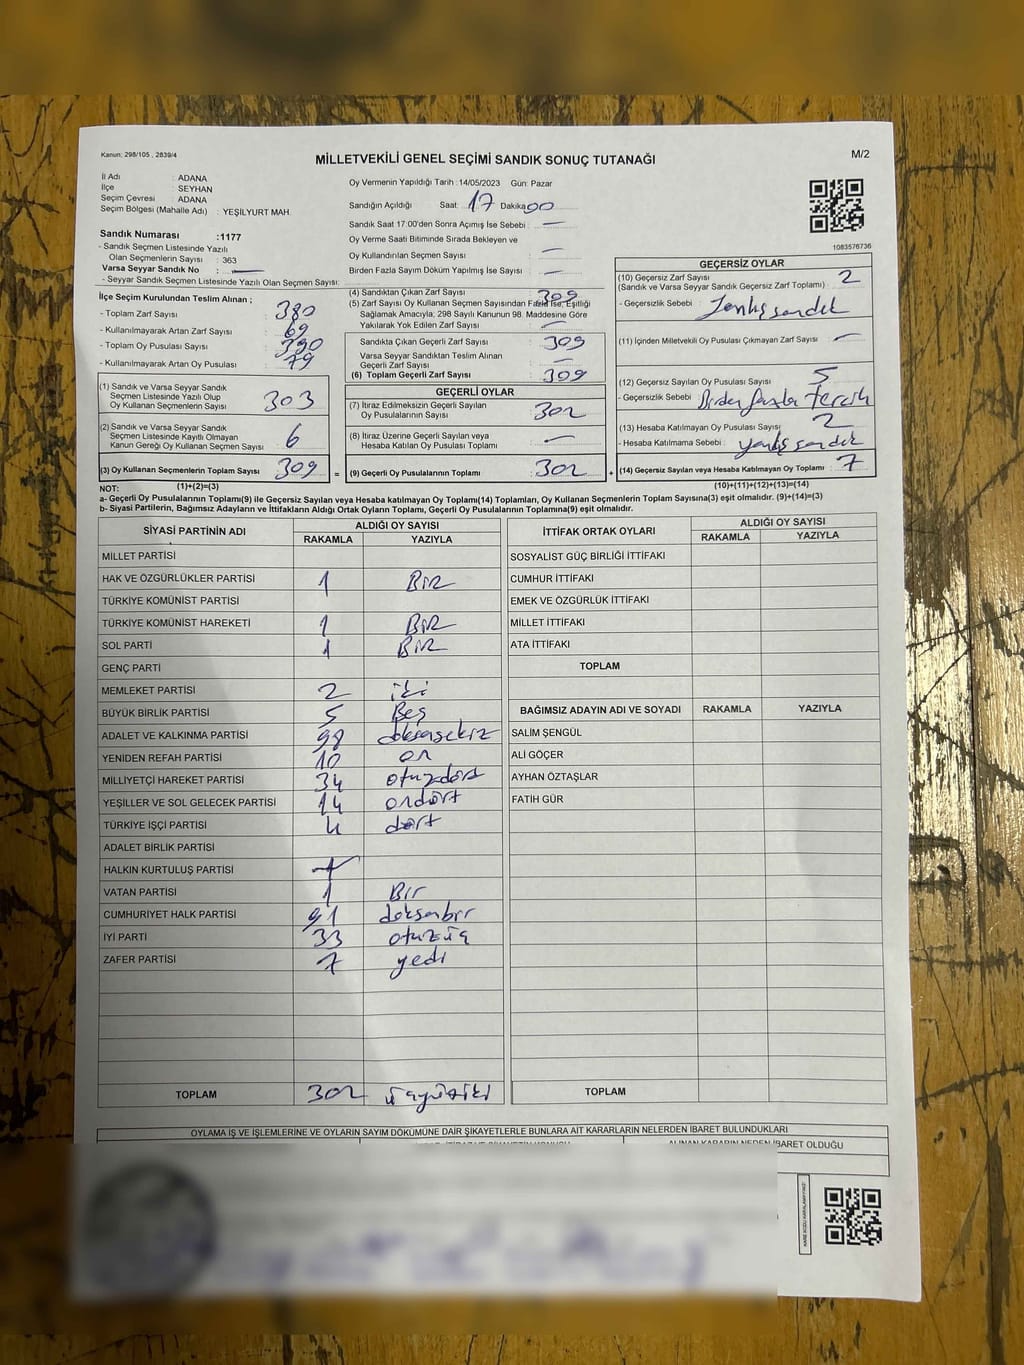 Kanun; 298/105 , 2839/4
MİLLETVEKİLİ GENEL SEÇİMİ SANDIK SONUÇ TUTANAĞI
M/2
İl Adı : ADANA
İlçe : SEYHAN
Seçim Çevresi : ADANA
Seçim Bölgesi (Mahalle Adı) : YEŞİLYURT MAH.
Sandık Numarası :1177
- Sandık Seçmen Listesinde Yazılı
Olan Seçmenlerin Sayısı : 363
Varsa Seyyar Sandık No : —
- Seyyar Sandık Seçmen Listesinde Yazılı Olan Seçmen Sayısı:
Oy Vermenin Yapıldığı Tarih :14/05/2023 Gün: Pazar
Sandığın Açıldığı Saat: 17 Dakika 00
Sandık Saat 17:00'den Sonra Açımış İse Sebebi : —
Oy Verme Saati Bitiminde Sırada Bekleyen ve
Oy Kullandırılan Seçmen Sayısı : —
Birden Fazla Sayım Döküm Yapılmış İse Sayısı : —
1083576736
İlçe Seçim Kurulundan Teslim Alınan ;
- Toplam Zarf Sayısı : 380
- Kullanılmayarak Artan Zarf Sayısı : 69
- Toplam Oy Pusulası Sayısı : 390
- Kullanılmayarak Artan Oy Pusulası : 79
(1) Sandık ve Varsa Seyyar Sandık
Seçmen Listesinde Yazılı Olup
Oy Kullanan Seçmenlerin Sayısı 303
(2) Sandık ve Varsa Seyyar Sandık
Seçmen Listesinde Kayıtlı Olmayan
Kanun Gereği Oy Kullanan Seçmen Sayısı 6
(3) Oy Kullanan Seçmenlerin Toplam Sayısı 309 =
(4) Sandıktan Çıkan Zarf Sayısı : 309
(5) Zarf Sayısı Oy Kullanan Seçmen Sayısından Fazla İse, Eşitliği
Sağlamak Amacıyla; 298 Sayılı Kanunun 98. Maddesine Göre
Yakılarak Yok Edilen Zarf Sayısı : —
Sandıkta Çıkan Geçerli Zarf Sayısı : 309
Varsa Seyyar Sandıktan Teslim Alınan
Geçerli Zarf Sayısı : —
(6) Toplam Geçerli Zarf Sayısı : 309
GEÇERLİ OYLAR
(7) İtiraz Edilmeksizin Geçerli Sayılan
Oy Pusulalarının Sayısı : 302
(8) İtiraz Üzerine Geçerli Sayılan veya
Hesaba Katılan Oy Pusulalarının Sayısı : —
(9) Geçerli Oy Pusulalarının Toplamı : 302 +
GEÇERSİZ OYLAR
(10) Geçersiz Zarf Sayısı
(Sandık ve Varsa Seyyar Sandık Geçersiz Zarf Toplamı) : 2
- Geçersizlik Sebebi : Yanlış sandık
(11) İçinden Milletvekili Oy Pusulası Çıkmayan Zarf Sayısı : —
(12) Geçersiz Sayılan Oy Pusulası Sayısı : 5
- Geçersizlik Sebebi : Birden fazla Tercih
(13) Hesaba Katılmayan Oy Pusulası Sayısı : 2
- Hesaba Katılmama Sebebi : yanlış sandık
(14) Geçersiz Sayılan veya Hesaba Katılmayan Oy Toplamı : 7
NOT: (1)+(2)=(3)
(10)+(11)+(12)+(13)=(14)
a- Geçerli Oy Pusulalarının Toplamı(9) ile Geçersiz Sayılan veya Hesaba katılmayan Oy Toplamı(14) Toplamları, Oy Kullanan Seçmenlerin Toplam Sayısına(3) eşit olmalıdır. (9)+(14)=(3)
b- Siyasi Partilerin, Bağımsız Adayların ve İttifakların Aldığı Ortak Oyların Toplamı, Geçerli Oy Pusulalarının Toplamına(9) eşit olmalıdır.
SİYASİ PARTİNİN ADI ALDIĞI OY SAYISI
RAKAMLA YAZIYLA
MİLLET PARTİSİ
HAK VE ÖZGÜRLÜKLER PARTİSİ 1 BİR
TÜRKİYE KOMÜNİST PARTİSİ
TÜRKİYE KOMÜNİST HAREKETİ 1 BİR
SOL PARTİ 1 BİR
GENÇ PARTİ
MEMLEKET PARTİSİ 2 iki
BÜYÜK BİRLİK PARTİSİ 5 Beş
ADALET VE KALKINMA PARTİSİ 98 doksansekiz
YENİDEN REFAH PARTİSİ 10 on
MİLLİYETÇİ HAREKET PARTİSİ 34 otuzdört
YEŞİLLER VE SOL GELECEK PARTİSİ 14 ondört
TÜRKİYE İŞÇİ PARTİSİ 4 dört
ADALET BİRLİK PARTİSİ
HALKIN KURTULUŞ PARTİSİ
VATAN PARTİSİ 1 Bir
CUMHURİYET HALK PARTİSİ 91 doksanbir
İYİ PARTİ 33 otuzüç
ZAFER PARTİSİ 7 yedi
TOPLAM 302 üçyüziki
İTTİFAK ORTAK OYLARI ALDIĞI OY SAYISI
RAKAMLA YAZIYLA
SOSYALİST GÜÇ BİRLİĞİ İTTİFAKI
CUMHUR İTTİFAKI
EMEK VE ÖZGÜRLÜK İTTİFAKI
MİLLET İTTİFAKI
ATA İTTİFAKI
TOPLAM
BAĞIMSIZ ADAYIN ADI VE SOYADI RAKAMLA YAZIYLA
SALİM ŞENGÜL
ALİ GÖÇER
AYHAN ÖZTAŞLAR
FATİH GÜR
TOPLAM
OYLAMA İŞ VE İŞLEMLERİNE VE OYLARIN SAYIM DÖKÜMÜNE DAİR ŞİKAYETLERLE BUNLARA AİT KARARLARIN NELERDEN İBARET BULUNDUKLARI
ALINAN KARARIN NEDEN İBARET OLDUĞU